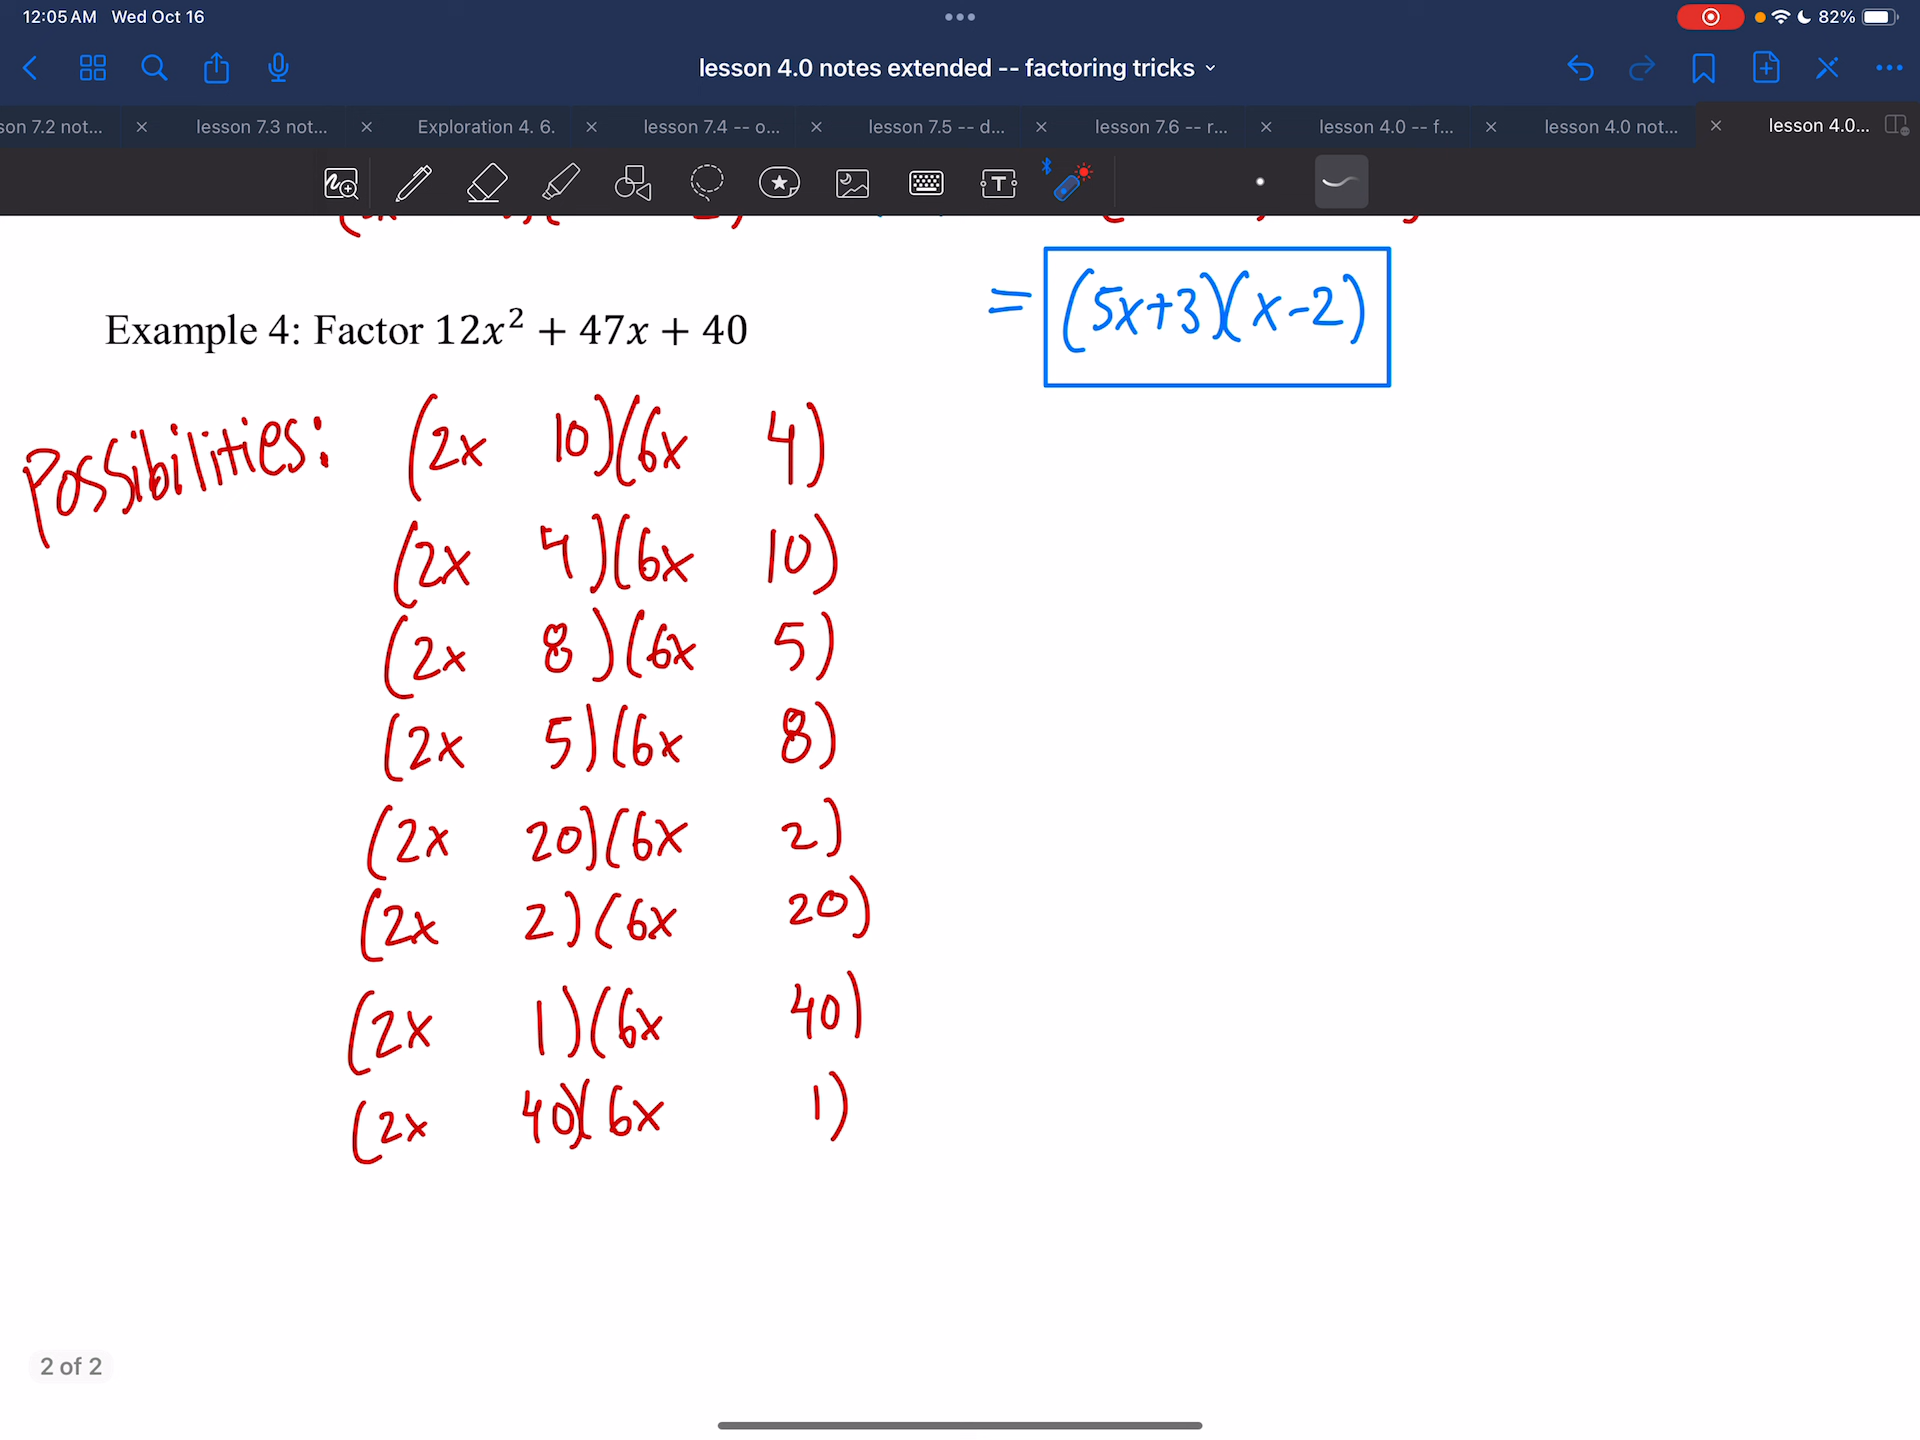 12:05 AM Wed Oct 16
82%
lesson 4.0 notes extended -- factoring tricks
son 7.2 not...
lesson 7.3 not...
Exploration 4. 6.
lesson 7.4 -- o...
lesson 7.5 -- d...
lesson 7.6 -- r...
lesson 4.0 -- f...
lesson 4.0 not...
lesson 4.0...
= (5x+3)(x-2)
Example 4: Factor 12x² + 47x + 40
Possibilities: (2x 10)(6x 4)
(2x 4)(6x 10)
(2x 8)(6x 5)
(2x 5)(6x 8)
(2x 20)(6x 2)
(2x 2)(6x 20)
(2x 1)(6x 40)
(2x 40)(6x 1)
2 of 2